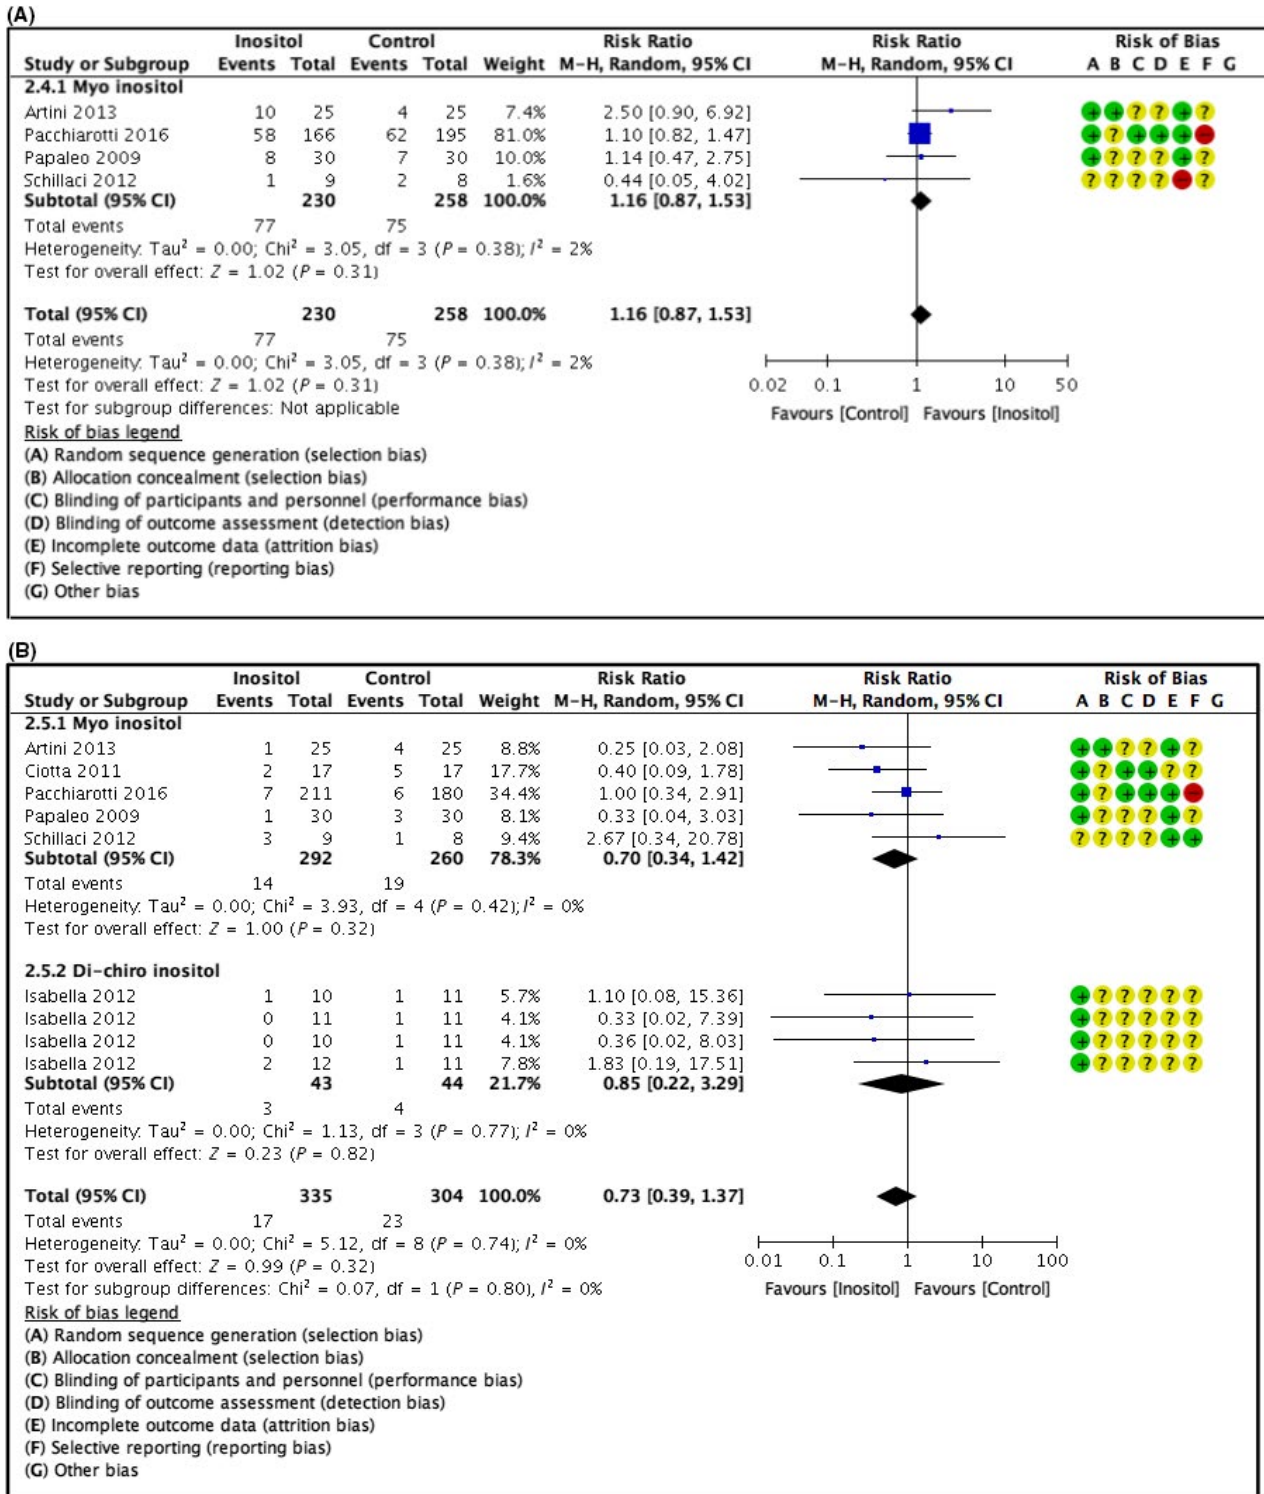 (A)
Inositol Control Risk Ratio Risk Ratio Risk of Bias
Study or Subgroup Events Total Events Total Weight M-H, Random, 95% CI M-H, Random, 95% CI A B C D E F G
2.4.1 Myo inositol
Artini 2013 10 25 4 25 7.4% 2.50 [0.90, 6.92] + + ? ? + ?
Pacchiarotti 2016 58 166 62 195 81.0% 1.10 [0.82, 1.47] + ? + + + −
Papaleo 2009 8 30 7 30 10.0% 1.14 [0.47, 2.75] + ? ? ? + ?
Schillaci 2012 1 9 2 8 1.6% 0.44 [0.05, 4.02] ? ? ? ? − ?
Subtotal (95% CI) 230 258 100.0% 1.16 [0.87, 1.53]
Total events 77 75
Heterogeneity: Tau² = 0.00; Chi² = 3.05, df = 3 (P = 0.38); I² = 2%
Test for overall effect: Z = 1.02 (P = 0.31)
Total (95% CI) 230 258 100.0% 1.16 [0.87, 1.53]
Total events 77 75
Heterogeneity: Tau² = 0.00; Chi² = 3.05, df = 3 (P = 0.38); I² = 2%
Test for overall effect: Z = 1.02 (P = 0.31)
Test for subgroup differences: Not applicable
0.02 0.1 1 10 50
Favours [Control] Favours [Inositol]
Risk of bias legend
(A) Random sequence generation (selection bias)
(B) Allocation concealment (selection bias)
(C) Blinding of participants and personnel (performance bias)
(D) Blinding of outcome assessment (detection bias)
(E) Incomplete outcome data (attrition bias)
(F) Selective reporting (reporting bias)
(G) Other bias
(B)
Inositol Control Risk Ratio Risk Ratio Risk of Bias
Study or Subgroup Events Total Events Total Weight M-H, Random, 95% CI M-H, Random, 95% CI A B C D E F G
2.5.1 Myo inositol
Artini 2013 1 25 4 25 8.8% 0.25 [0.03, 2.08] + + ? ? + ?
Ciotta 2011 2 17 5 17 17.7% 0.40 [0.09, 1.78] + ? + + ? ?
Pacchiarotti 2016 7 211 6 180 34.4% 1.00 [0.34, 2.91] + ? + + + −
Papaleo 2009 1 30 3 30 8.1% 0.33 [0.04, 3.03] + ? ? ? + ?
Schillaci 2012 3 9 1 8 9.4% 2.67 [0.34, 20.78] ? ? ? ? + +
Subtotal (95% CI) 292 260 78.3% 0.70 [0.34, 1.42]
Total events 14 19
Heterogeneity: Tau² = 0.00; Chi² = 3.93, df = 4 (P = 0.42); I² = 0%
Test for overall effect: Z = 1.00 (P = 0.32)
2.5.2 Di-chiro inositol
Isabella 2012 1 10 1 11 5.7% 1.10 [0.08, 15.36] + ? ? ? ? ?
Isabella 2012 0 11 1 11 4.1% 0.33 [0.02, 7.39] + ? ? ? ? ?
Isabella 2012 0 10 1 11 4.1% 0.36 [0.02, 8.03] + ? ? ? ? ?
Isabella 2012 2 12 1 11 7.8% 1.83 [0.19, 17.51] + ? ? ? ? ?
Subtotal (95% CI) 43 44 21.7% 0.85 [0.22, 3.29]
Total events 3 4
Heterogeneity: Tau² = 0.00; Chi² = 1.13, df = 3 (P = 0.77); I² = 0%
Test for overall effect: Z = 0.23 (P = 0.82)
Total (95% CI) 335 304 100.0% 0.73 [0.39, 1.37]
Total events 17 23
Heterogeneity: Tau² = 0.00; Chi² = 5.12, df = 8 (P = 0.74); I² = 0%
Test for overall effect: Z = 0.99 (P = 0.32)
Test for subgroup differences: Chi² = 0.07, df = 1 (P = 0.80), I² = 0%
0.01 0.1 1 10 100
Favours [Inositol] Favours [Control]
Risk of bias legend
(A) Random sequence generation (selection bias)
(B) Allocation concealment (selection bias)
(C) Blinding of participants and personnel (performance bias)
(D) Blinding of outcome assessment (detection bias)
(E) Incomplete outcome data (attrition bias)
(F) Selective reporting (reporting bias)
(G) Other bias